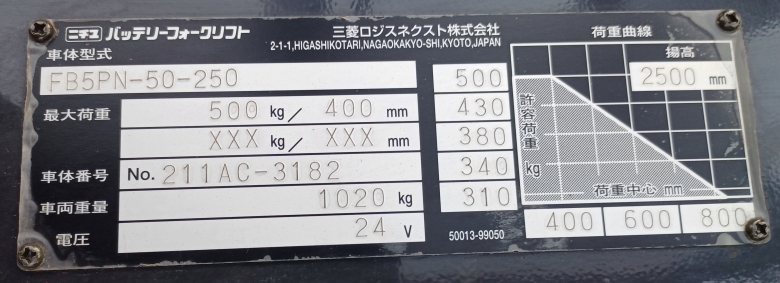 ニチユ バッテリーフォークリフト
三菱ロジスネクスト株式会社
2-1-1,HIGASHIKOTARI,NAGAOKAKYO-SHI,KYOTO,JAPAN
車体型式
FB5PN-50-250
最大荷重 500 kg／ 400 mm
XXX kg／ XXX mm
車体番号 No. 211AC-3182
車両重量 1020 kg
電圧 24 V
500
430
380
340
310
50013-99050
荷重曲線
揚高
2500 mm
許容荷重 kg
荷重中心 mm
400 600 800